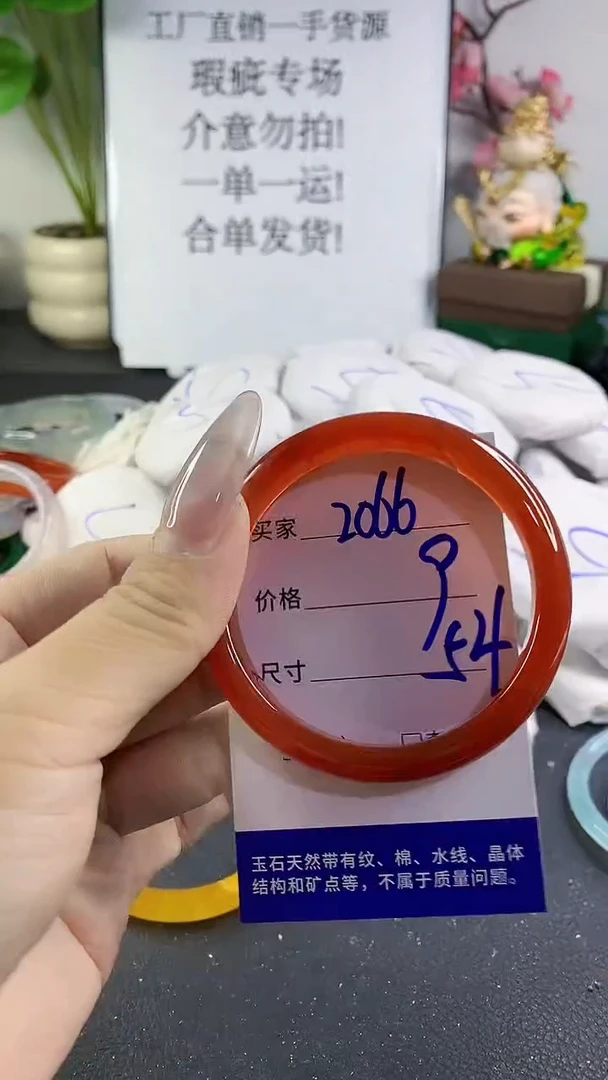 工厂直销一手货源
瑕疵专场
介意勿拍!
一单一运!
合单发货!
买家 2066
价格 9
尺寸 54
玉石天然带有纹、棉、水线、晶体
结构和矿点等，不属于质量问题。